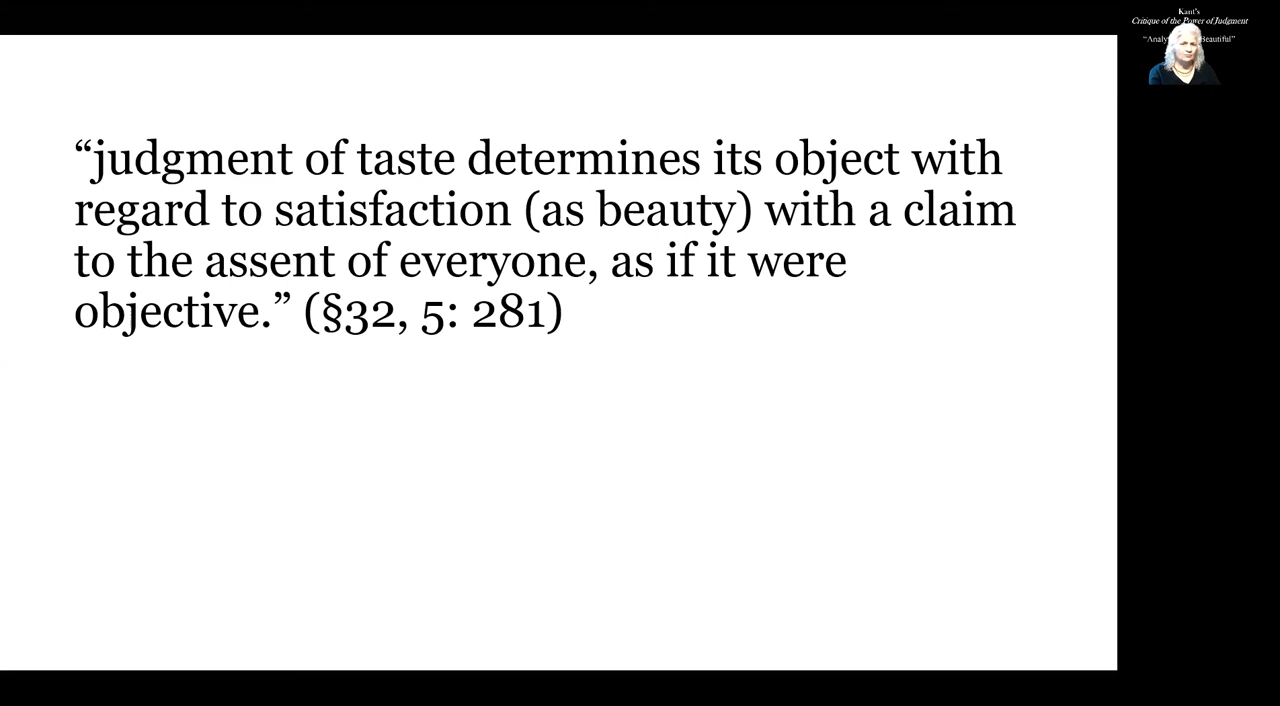 “judgment of taste determines its object with
regard to satisfaction (as beauty) with a claim
to the assent of everyone, as if it were
objective.” (§32, 5: 281)
Kant’s
Critique of the Power of Judgment
Beautiful”